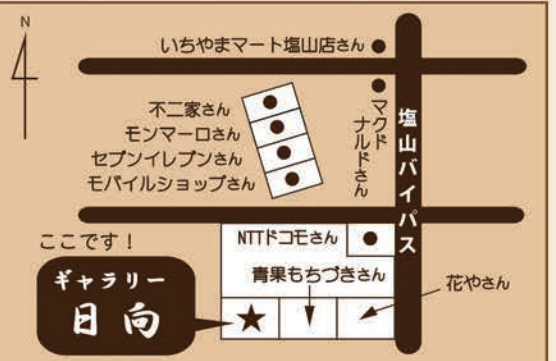 N
いちやまマート塩山店さん
不二家さん
モンマーロさん
セブンイレブンさん
モバイルショップさん
マクド
ナルドさん
塩山バイパス
ここです！
NTTドコモさん
青果もちづきさん
花やさん
ギャラリー
日向